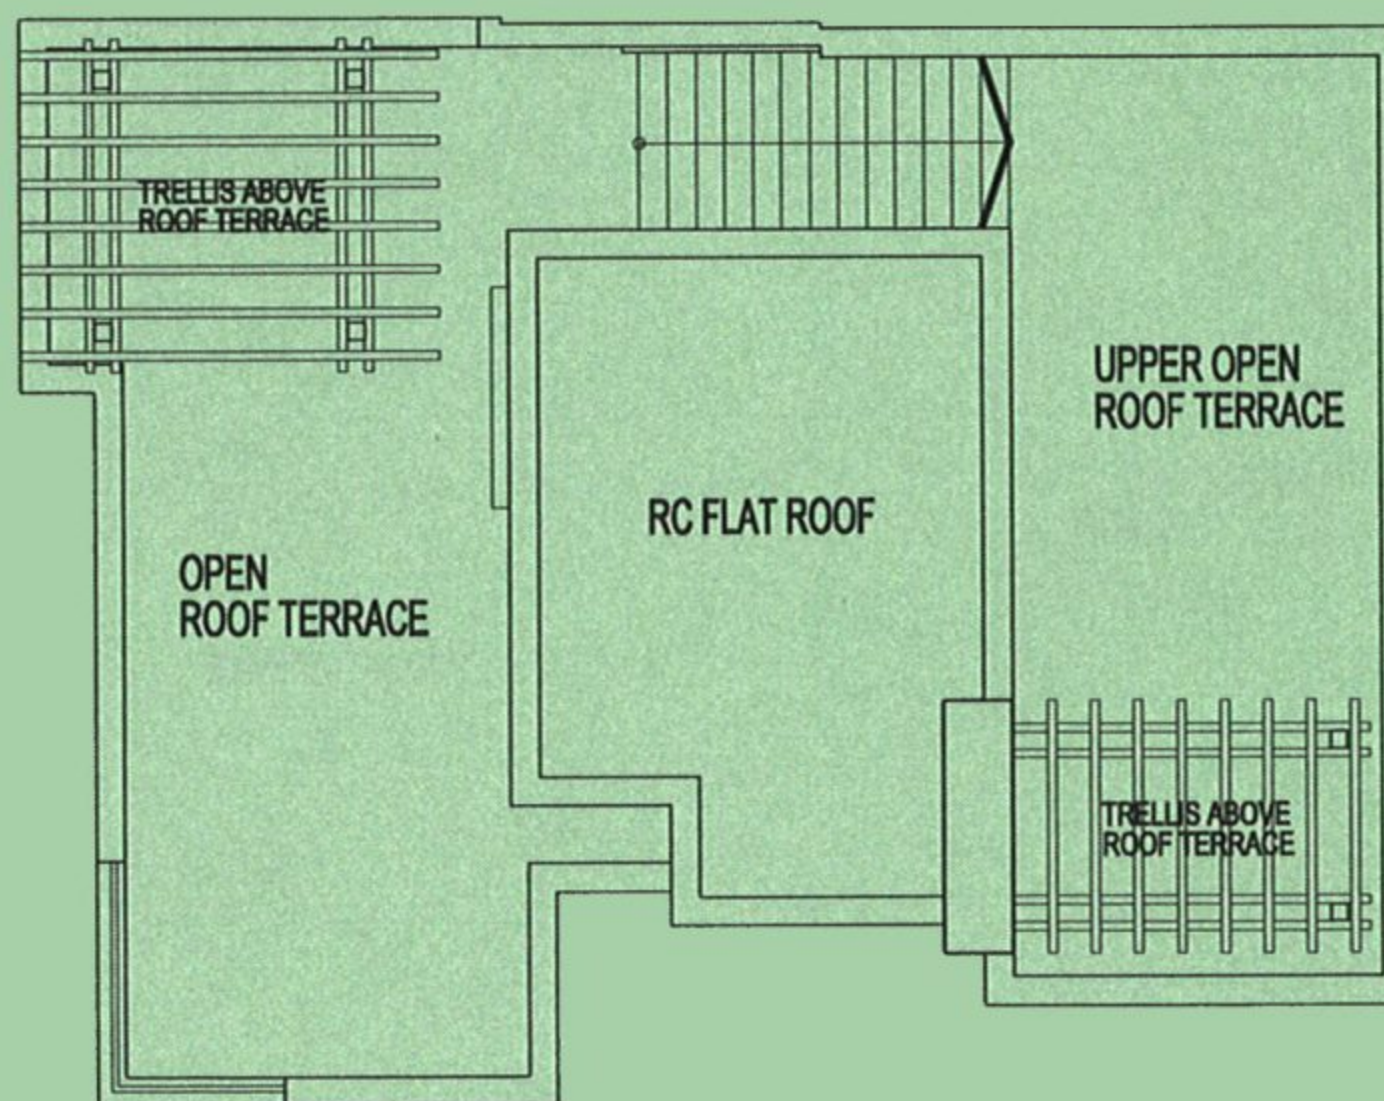 TRELLIS ABOVE
ROOF TERRACE
UPPER OPEN
ROOF TERRACE
RC FLAT ROOF
OPEN
ROOF TERRACE
TRELLIS ABOVE
ROOF TERRACE